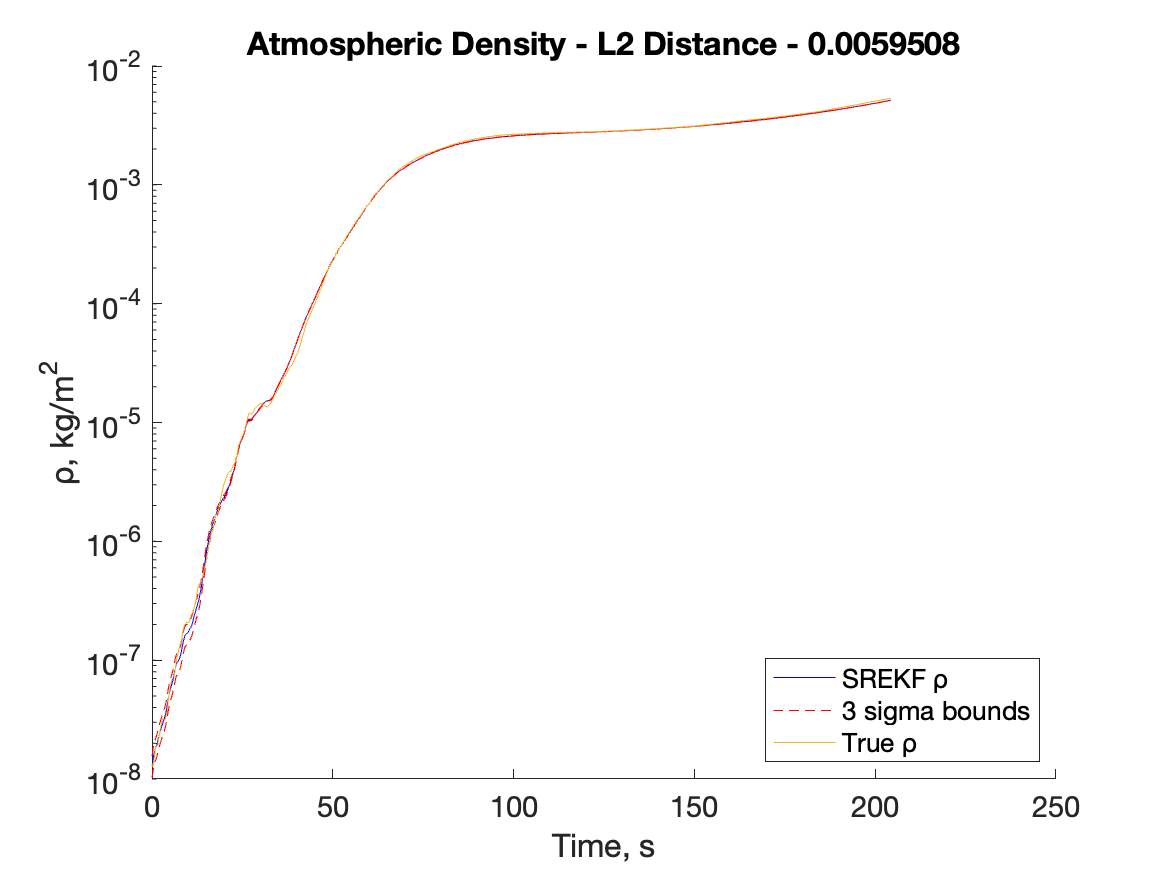 Atmospheric Density - L2 Distance - 0.0059508
10^-2
10^-3
10^-4
10^-5
10^-6
10^-7
10^-8
ρ, kg/m^2
0 50 100 150 200 250
Time, s
SREKF ρ
3 sigma bounds
True ρ